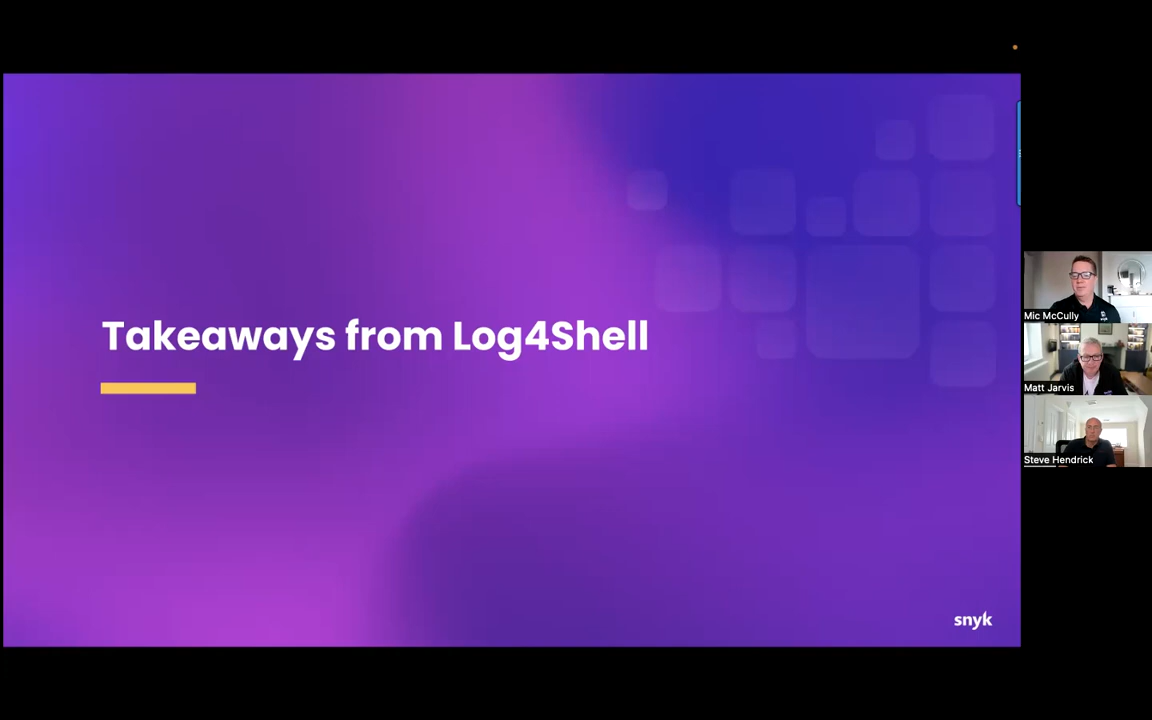 Takeaways from Log4Shell
snyk
Mic McCully
Matt Jarvis
Steve Hendrick